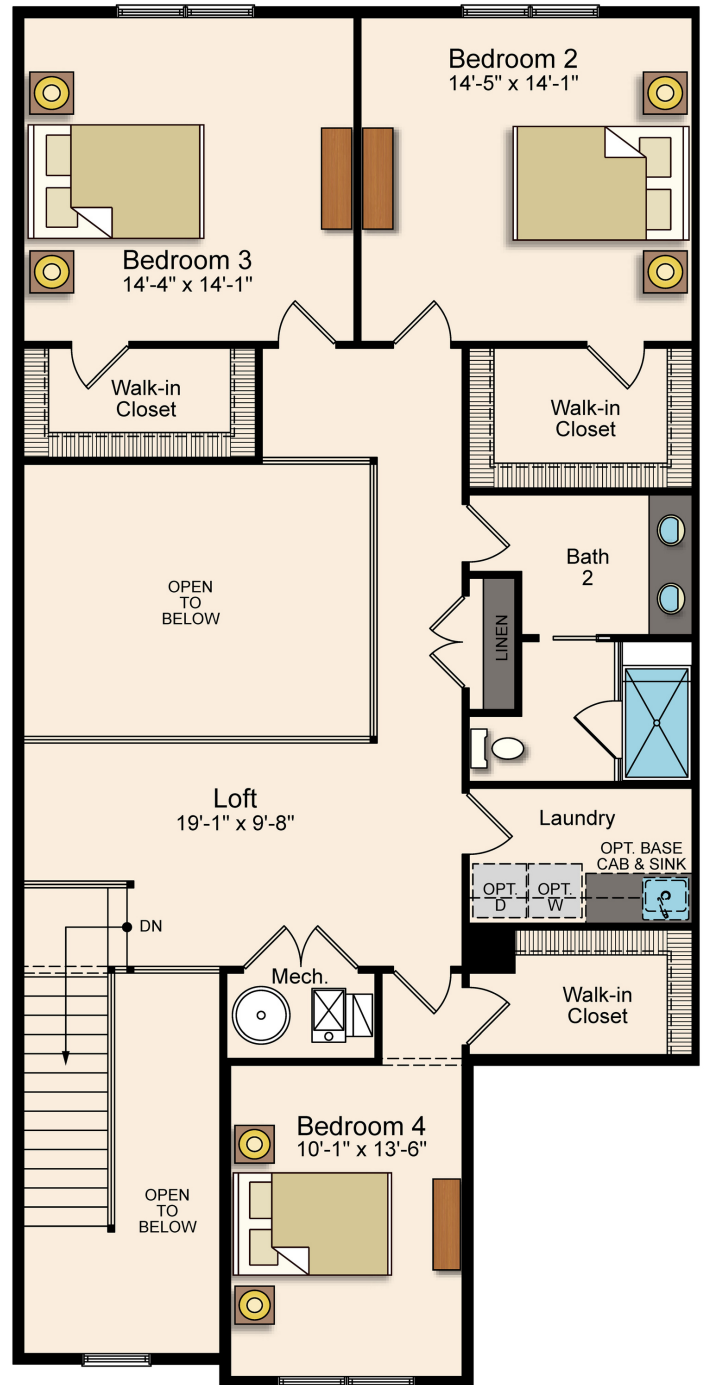 Bedroom 2
14'-5" x 14'-1"
Bedroom 3
14'-4" x 14'-1"
Walk-in
Closet
Walk-in
Closet
OPEN
TO
BELOW
Bath
2
LINEN
Loft
19'-1" x 9'-8"
Laundry
OPT. BASE
CAB & SINK
OPT.
D
OPT.
W
DN
Mech.
Walk-in
Closet
Bedroom 4
10'-1" x 13'-6"
OPEN
TO
BELOW